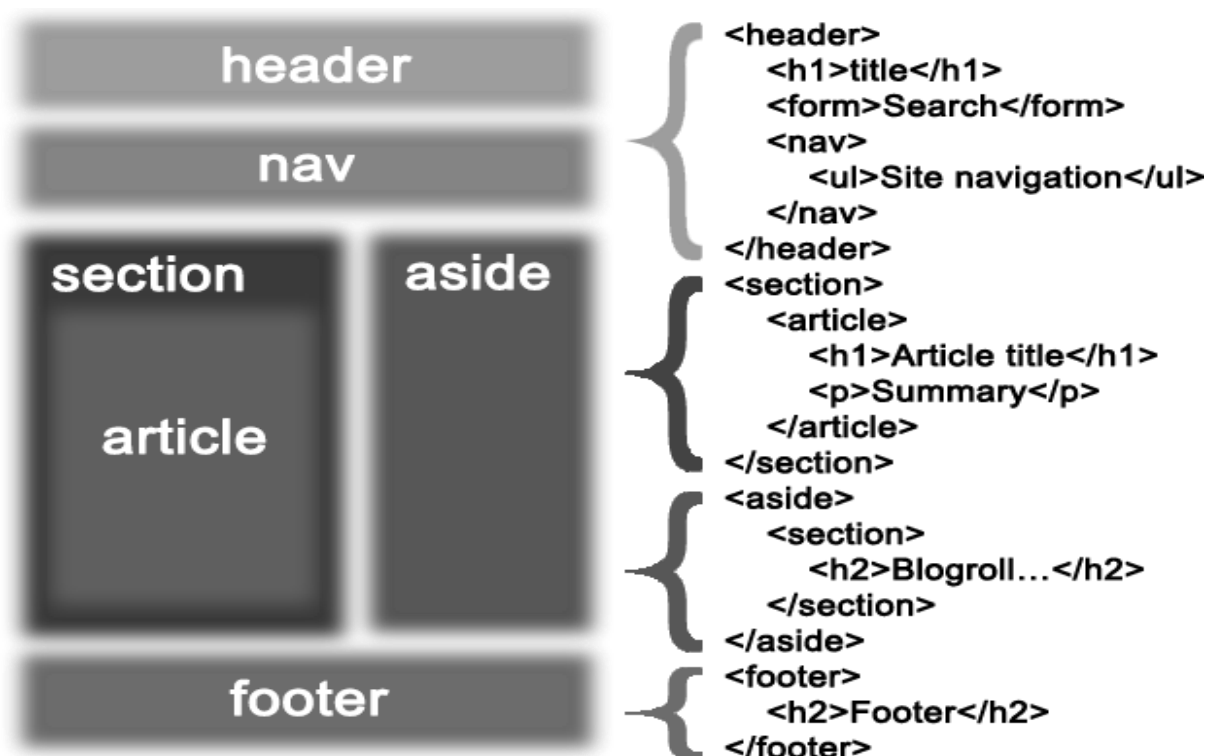 header
nav
section
article
aside
footer
<header>
<h1>title</h1>
<form>Search</form>
<nav>
<ul>Site navigation</ul>
</nav>
</header>
<section>
<article>
<h1>Article title</h1>
<p>Summary</p>
</article>
</section>
<aside>
<section>
<h2>Blogroll…</h2>
</section>
</aside>
<footer>
<h2>Footer</h2>
</footer>